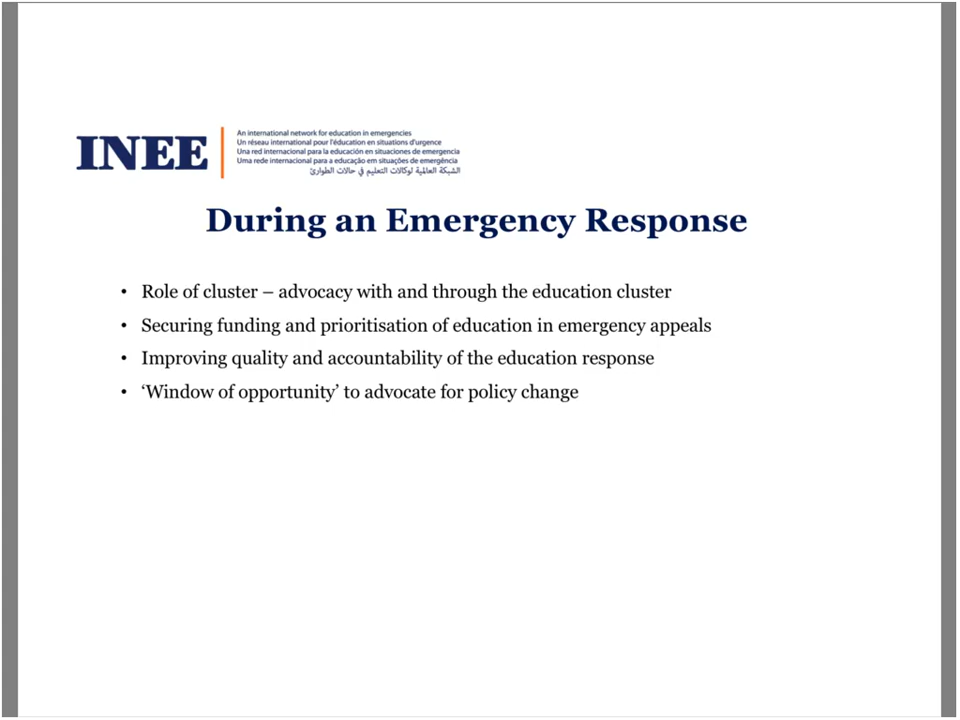 INEE
An international network for education in emergencies
Un réseau international pour l'éducation en situations d'urgence
Una red internacional para la educación en situaciones de emergencia
Uma rede internacional para a educação em situações de emergência
الشبكة العالمية لوكالات التعليم في حالات الطوارئ
During an Emergency Response
• Role of cluster – advocacy with and through the education cluster
• Securing funding and prioritisation of education in emergency appeals
• Improving quality and accountability of the education response
• ‘Window of opportunity’ to advocate for policy change